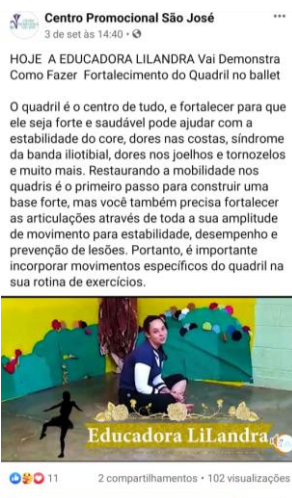 Centro Promocional São José
3 de set às 14:40 •
HOJE A EDUCADORA LILANDRA Vai Demonstra
Como Fazer Fortalecimento do Quadril no ballet
O quadril é o centro de tudo, e fortalecer para que
ele seja forte e saudável pode ajudar com a
estabilidade do core, dores nas costas, síndrome
da banda iliotibial, dores nos joelhos e tornozelos
e muito mais. Restaurando a mobilidade nos
quadris é o primeiro passo para construir uma
base forte, mas você também precisa fortalecer
as articulações através de toda a sua amplitude
de movimento para estabilidade, desempenho e
prevenção de lesões. Portanto, é importante
incorporar movimentos específicos do quadril na
sua rotina de exercícios.
Educadora LiLandra
11
2 compartilhamentos • 102 visualizações